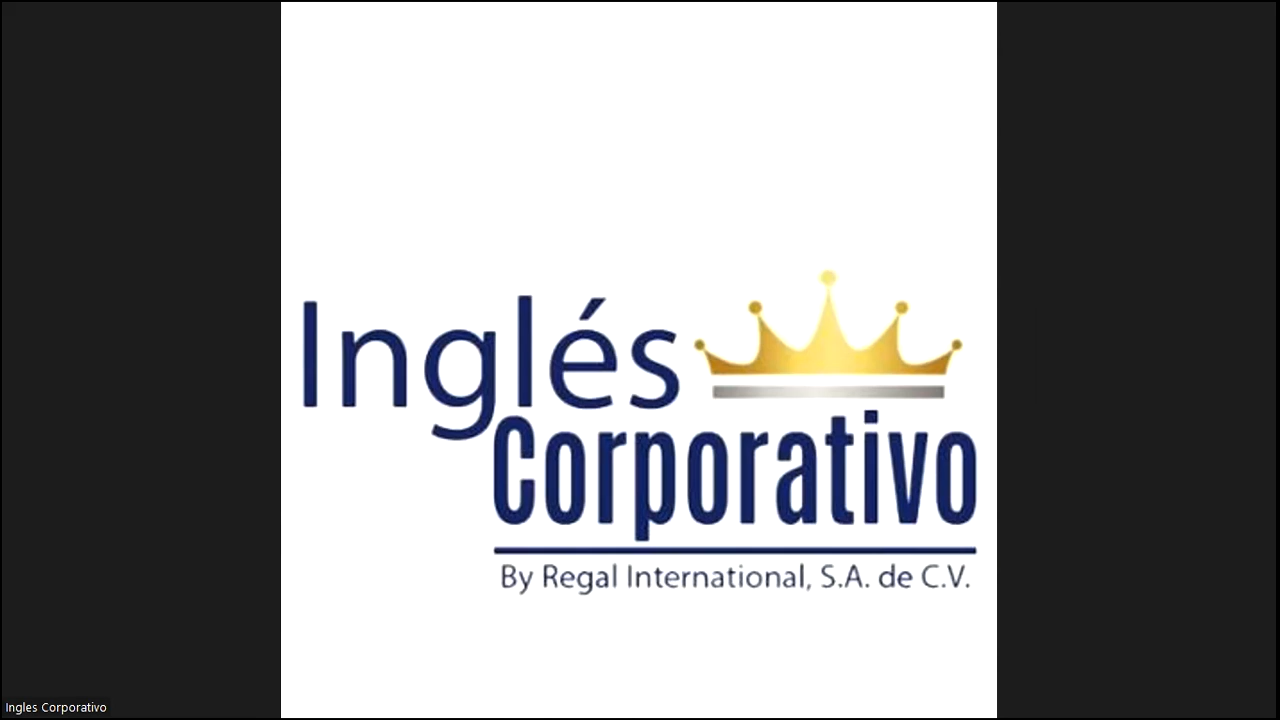 Inglés
Corporativo
By Regal International, S.A. de C.V.
Ingles Corporativo